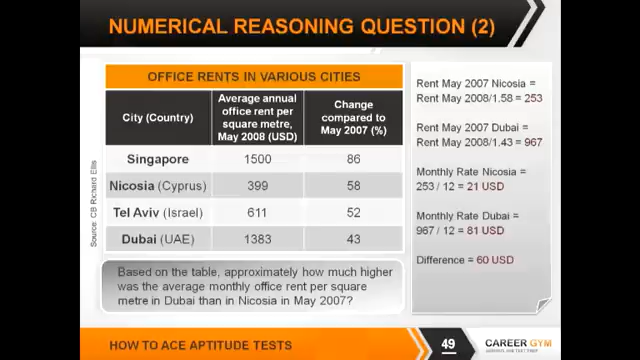 NUMERICAL REASONING QUESTION (2)
OFFICE RENTS IN VARIOUS CITIES
City (Country)
Average annual
office rent per
square metre,
May 2008 (USD)
Change
compared to
May 2007 (%)
Singapore 1500 86
Nicosia (Cyprus) 399 58
Tel Aviv (Israel) 611 52
Dubai (UAE) 1383 43
Source: CB Richard Ellis
Based on the table, approximately how much higher
was the average monthly office rent per square
metre in Dubai than in Nicosia in May 2007?
Rent May 2007 Nicosia =
Rent May 2008/1.58 = 253
Rent May 2007 Dubai =
Rent May 2008/1.43 = 967
Monthly Rate Nicosia =
253 / 12 = 21 USD
Monthly Rate Dubai =
967 / 12 = 81 USD
Difference = 60 USD
HOW TO ACE APTITUDE TESTS
49
CAREER GYM